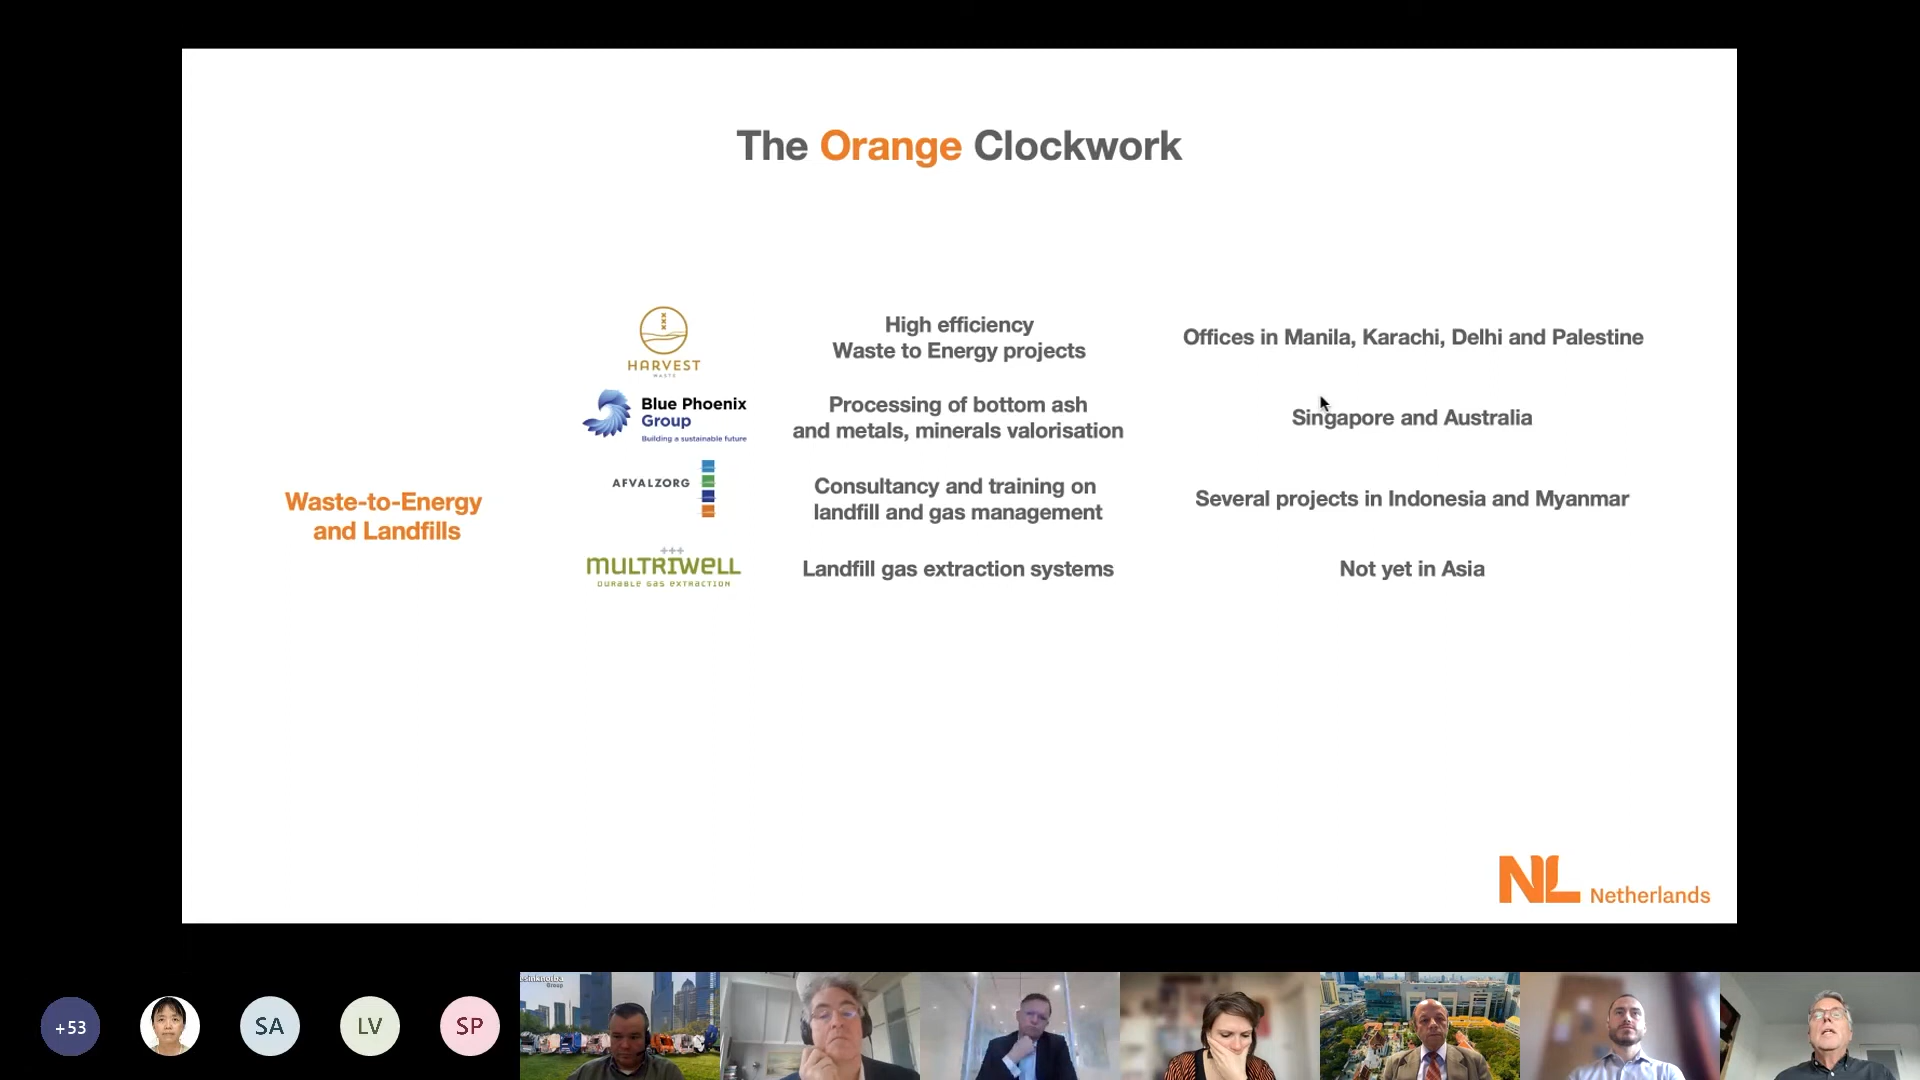 The Orange Clockwork
Waste-to-Energy
and Landfills
HARVEST
WASTE
High efficiency
Waste to Energy projects
Offices in Manila, Karachi, Delhi and Palestine
Blue Phoenix
Group
Building a sustainable future
Processing of bottom ash
and metals, minerals valorisation
Singapore and Australia
AFVALZORG
Consultancy and training on
landfill and gas management
Several projects in Indonesia and Myanmar
+++
MULTRIWELL
DURABLE GAS EXTRACTION
Landfill gas extraction systems
Not yet in Asia
NL Netherlands
+53
SA
LV
SP
Group